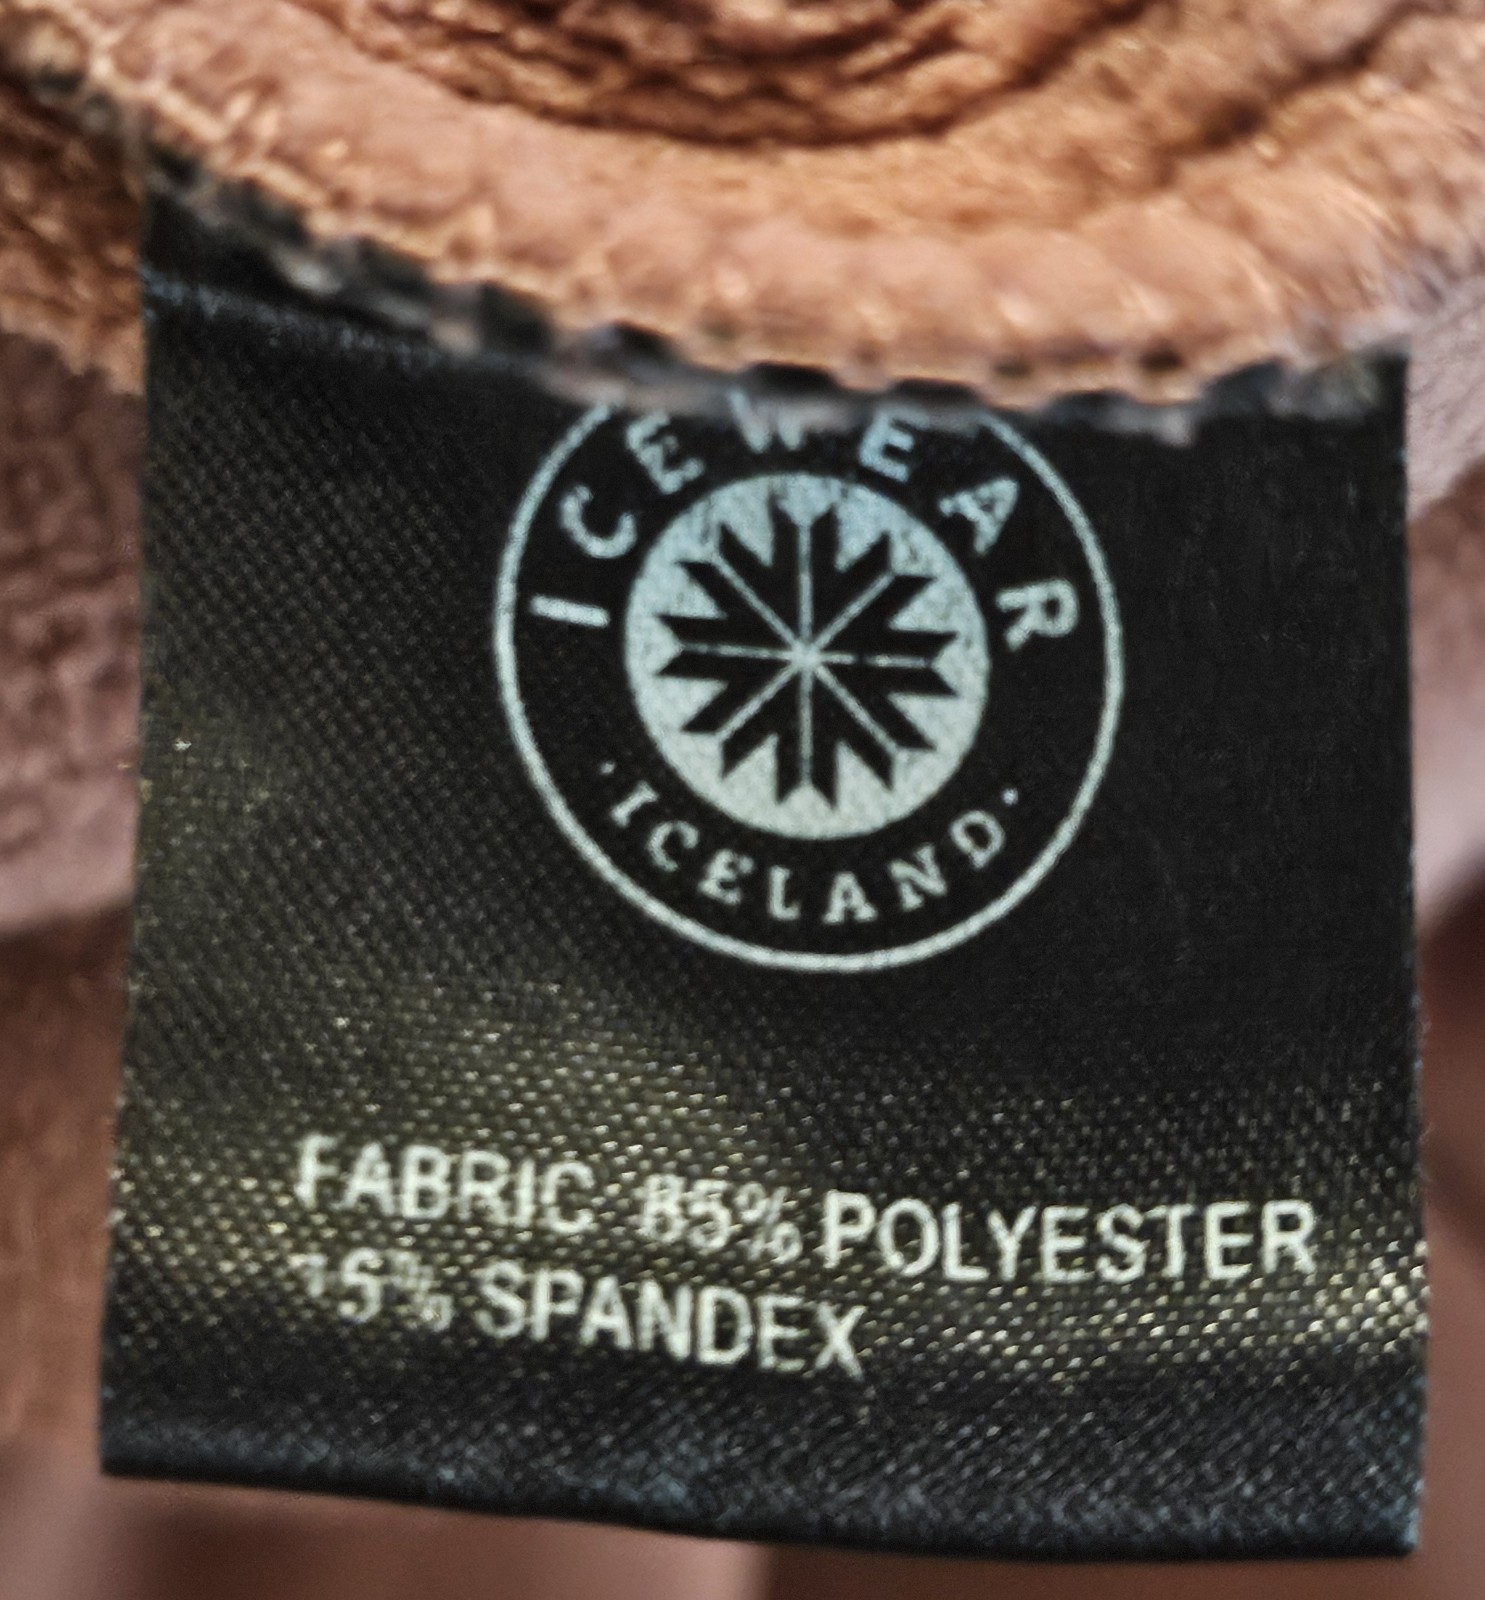 ICEWEAR
· ICELAND ·
FABRIC 85% POLYESTER
15% SPANDEX